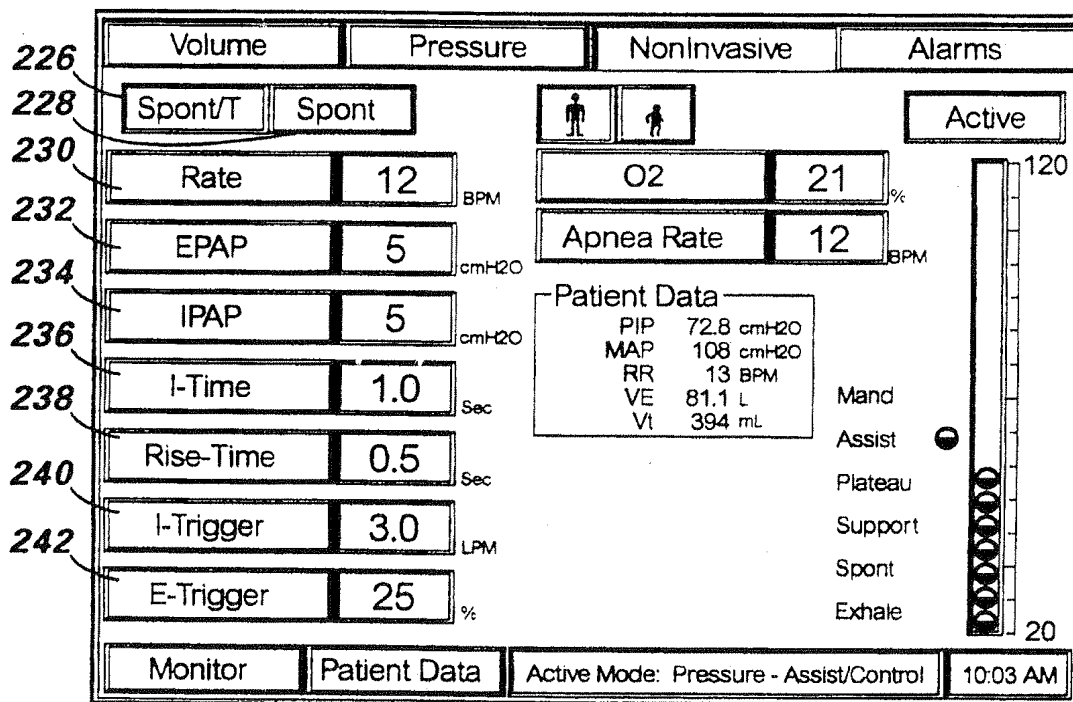 Volume Pressure NonInvasive Alarms
226
228
Spont/T Spont Active
230
Rate 12 BPM
O2 21 %
120
232
EPAP 5 cmH2O
Apnea Rate 12 BPM
234
IPAP 5 cmH2O
236
I-Time 1.0 Sec
238
Rise-Time 0.5 Sec
240
I-Trigger 3.0 LPM
242
E-Trigger 25 %
Patient Data
PIP 72.8 cmH2O
MAP 108 cmH2O
RR 13 BPM
VE 81.1 L
Vt 394 mL
Mand
Assist
Plateau
Support
Spont
Exhale
20
Monitor Patient Data Active Mode: Pressure - Assist/Control 10:03 AM